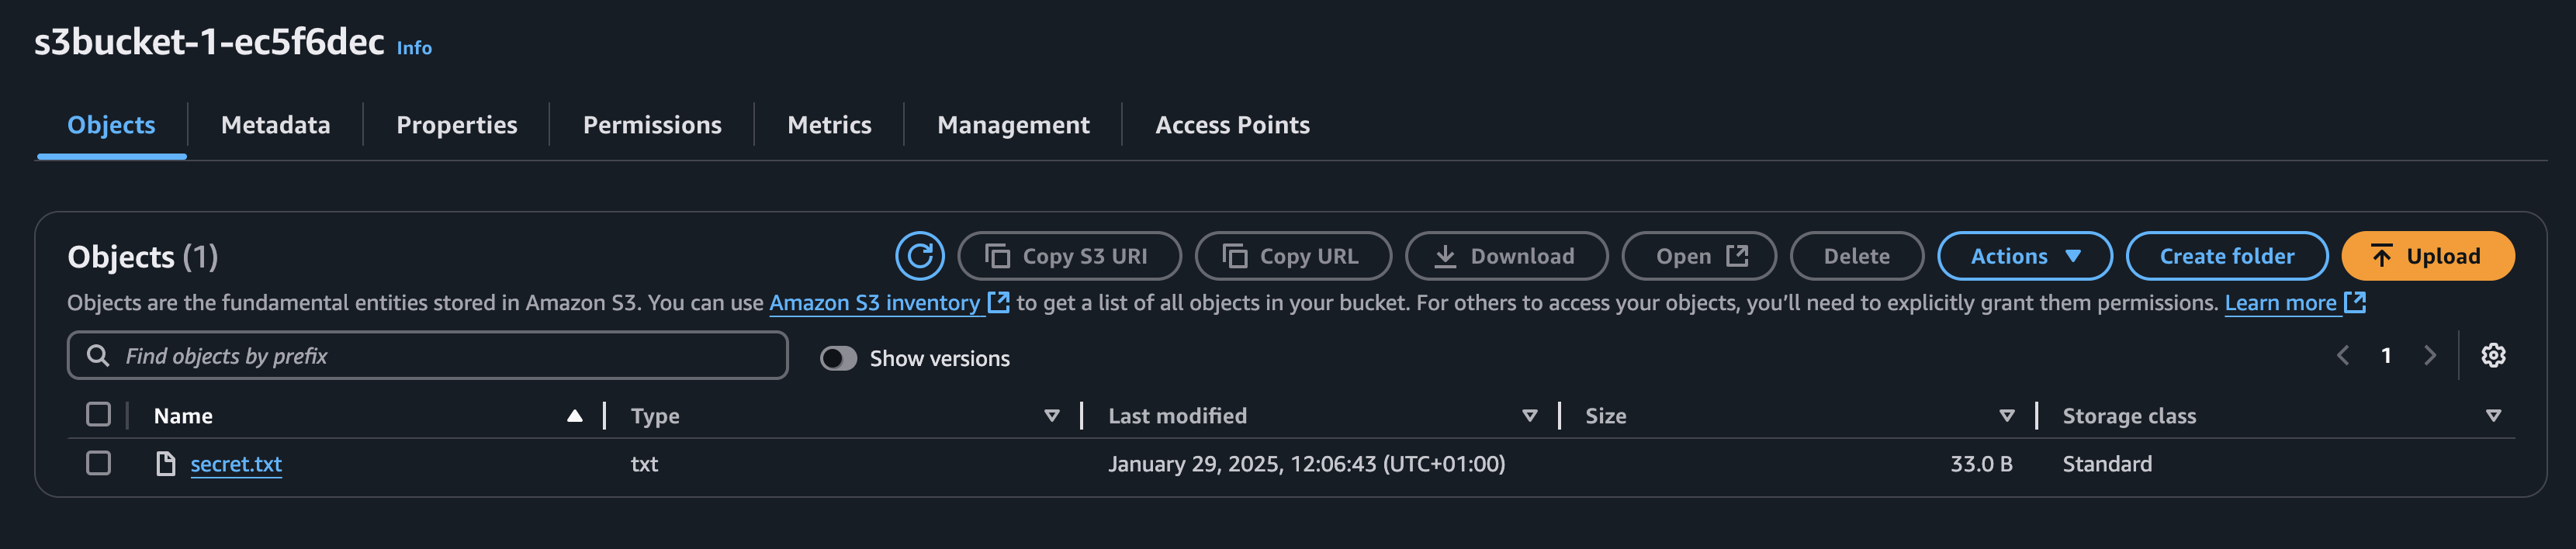 s3bucket-1-ec5f6dec Info
Objects Metadata Properties Permissions Metrics Management Access Points
Objects (1) Copy S3 URI Copy URL Download Open Delete Actions Create folder Upload
Objects are the fundamental entities stored in Amazon S3. You can use Amazon S3 inventory to get a list of all objects in your bucket. For others to access your objects, you’ll need to explicitly grant them permissions. Learn more
Find objects by prefix Show versions 1
Name Type Last modified Size Storage class
secret.txt txt January 29, 2025, 12:06:43 (UTC+01:00) 33.0 B Standard